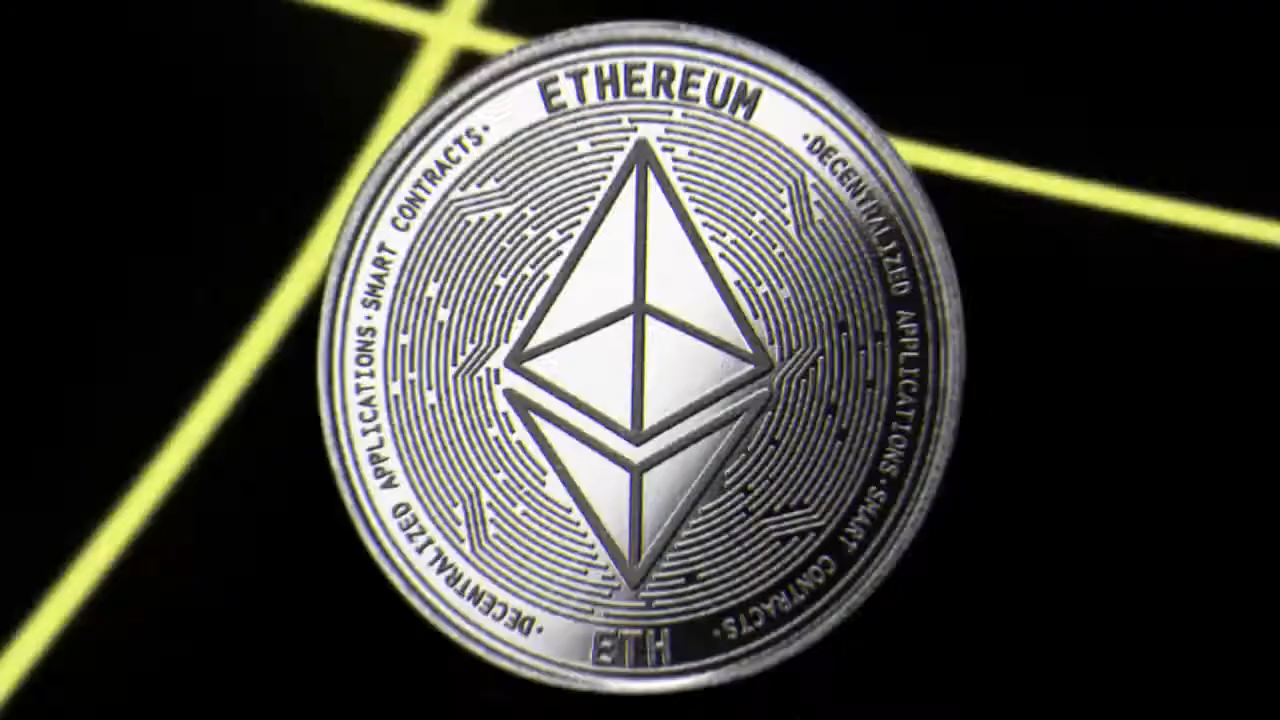 ETHEREUM
·DECENTRALIZED APPLICATIONS·SMART CONTRACTS·
ETH
·DECENTRALIZED APPLICATIONS·SMART CONTRACTS·